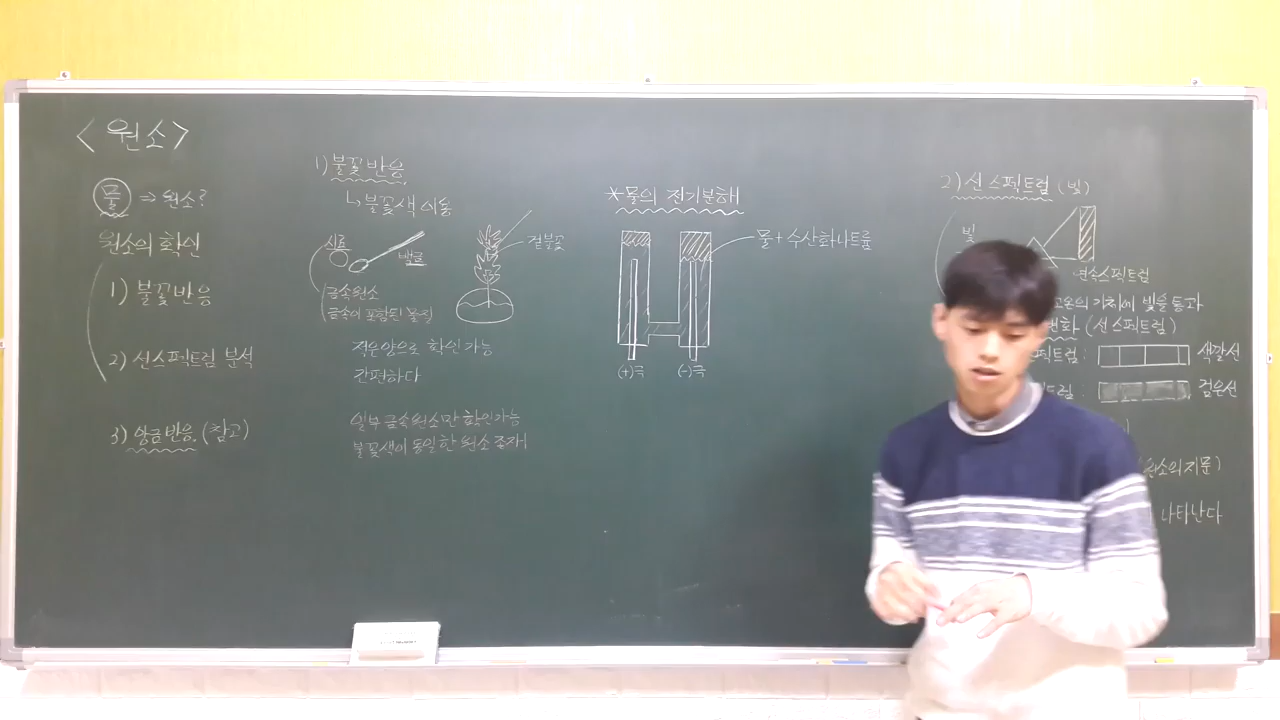 <원소>
물 ⇒ 원소?
원소의 확인
1) 불꽃반응
2) 선스펙트럼 분석
3) 앙금반응. (참고)
1) 불꽃반응
↳ 불꽃색 이용
시료
백금
겉불꽃
금속원소
금속이 포함된 물질
적은양으로 확인 가능
간편하다
일부 금속원소만 확인가능
불꽃색이 동일한 원소 존재!
*물의 전기분해
물+수산화나트륨
(+)극
(-)극
2) 선스펙트럼 (빛)
빛
연속스펙트럼
고온의 기체에 빛을 통과
변화 (선스펙트럼)
펙트럼 : 색깔선
트럼 : 검은선
원소의지문)
나타난다